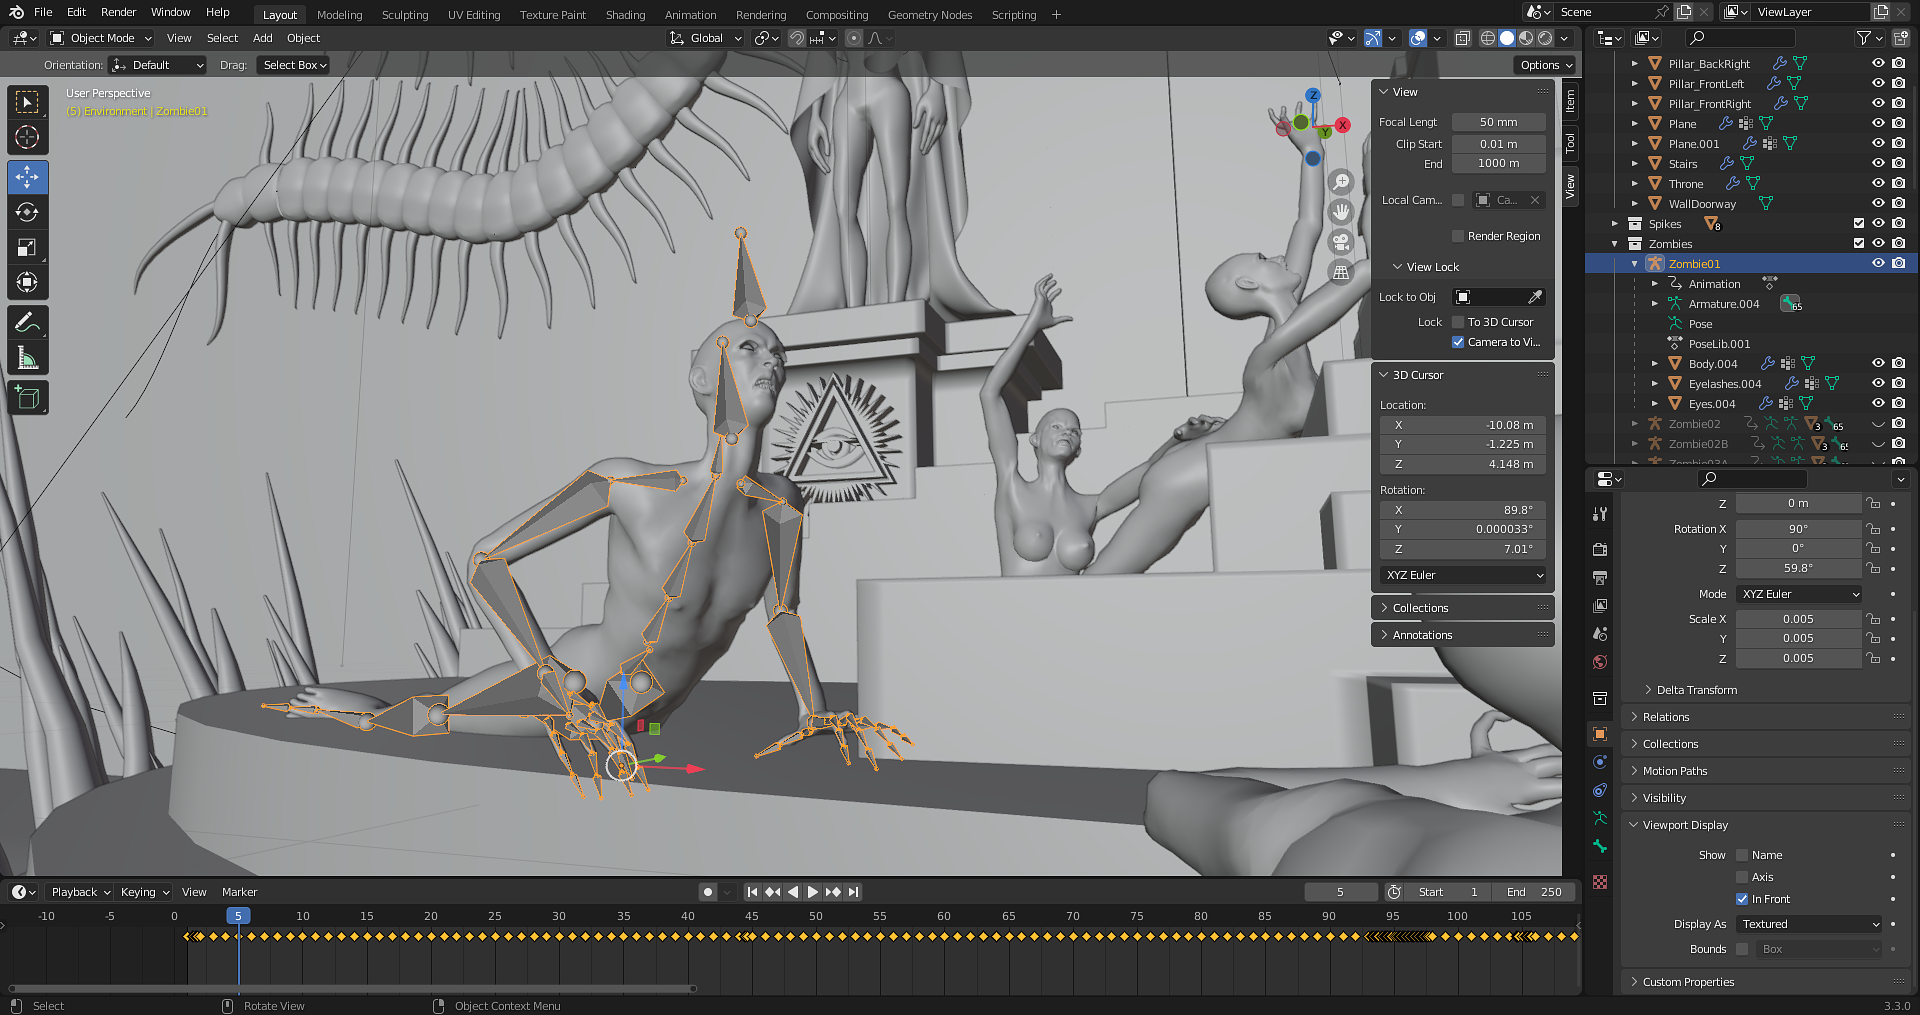 File Edit Render Window Help Layout Modeling Sculpting UV Editing Texture Paint Shading Animation Rendering Compositing Geometry Nodes Scripting + Scene ViewLayer
Object Mode View Select Add Object Global
Orientation: Default Drag: Select Box Options
User Perspective
(5) Environment | Zombie01
Z
X
Y
View
Focal Lengt 50 mm
Clip Start 0.01 m
End 1000 m
Local Cam... Ca...
Render Region
View Lock
Lock to Obj
Lock To 3D Cursor
Camera to Vi...
3D Cursor
Location:
X -10.08 m
Y -1.225 m
Z 4.148 m
Rotation:
X 89.8°
Y 0.000033°
Z 7.01°
XYZ Euler
Collections
Annotations
Item
Tool
View
Pillar_BackRight
Pillar_FrontLeft
Pillar_FrontRight
Plane
Plane.001
Stairs
Throne
WallDoorway
Spikes 8
Zombies
Zombie01
Animation
Armature.004 65
Pose
PoseLib.001
Body.004
Eyelashes.004
Eyes.004
Zombie02 3 65
Zombie02B 3
Z 0 m
Rotation X 90°
Y 0°
Z 59.8°
Mode XYZ Euler
Scale X 0.005
Y 0.005
Z 0.005
Delta Transform
Relations
Collections
Motion Paths
Visibility
Viewport Display
Show Name
Axis
In Front
Display As Textured
Bounds Box
Custom Properties
Playback Keying View Marker 5 Start 1 End 250
-10 -5 0 5 10 15 20 25 30 35 40 45 50 55 60 65 70 75 80 85 90 95 100 105
Select Rotate View Object Context Menu 3.3.0